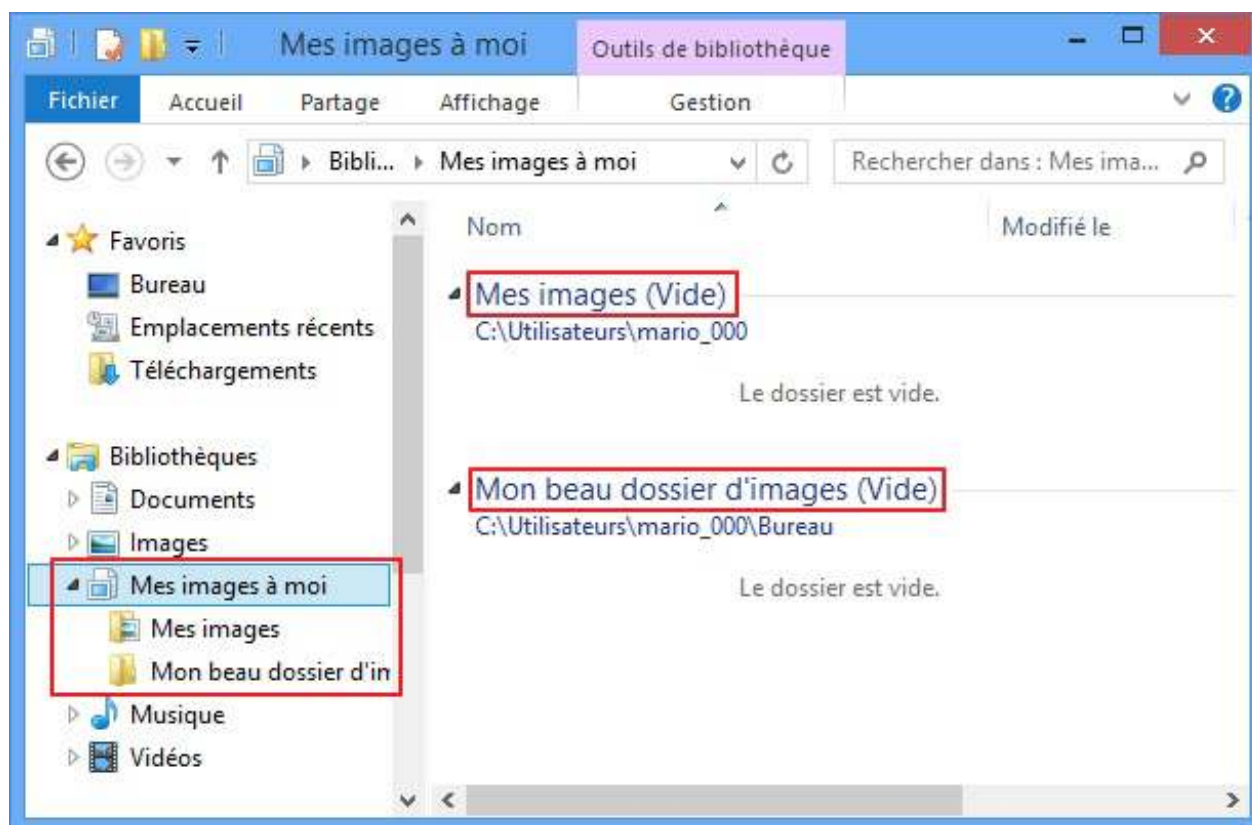 Mes images à moi
Outils de bibliothèque
Fichier Accueil Partage Affichage Gestion
Bibli... Mes images à moi
Rechercher dans : Mes ima...
Favoris
Bureau
Emplacements récents
Téléchargements
Bibliothèques
Documents
Images
Mes images à moi
Mes images
Mon beau dossier d'im
Musique
Vidéos
Nom Modifié le
Mes images (Vide)
C:\Utilisateurs\mario_000
Le dossier est vide.
Mon beau dossier d'images (Vide)
C:\Utilisateurs\mario_000\Bureau
Le dossier est vide.